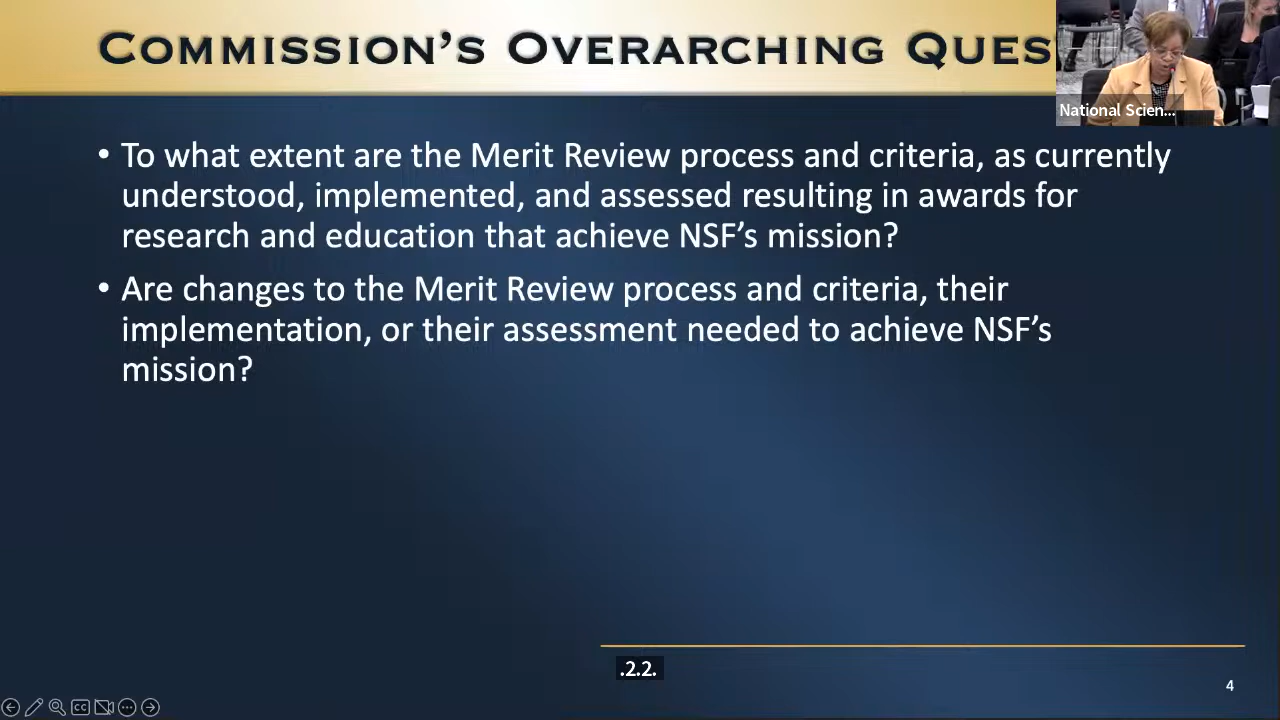 COMMISSION'S OVERARCHING QUES
National Scien...
• To what extent are the Merit Review process and criteria, as currently
understood, implemented, and assessed resulting in awards for
research and education that achieve NSF's mission?
• Are changes to the Merit Review process and criteria, their
implementation, or their assessment needed to achieve NSF's
mission?
.2.2.
4
CC